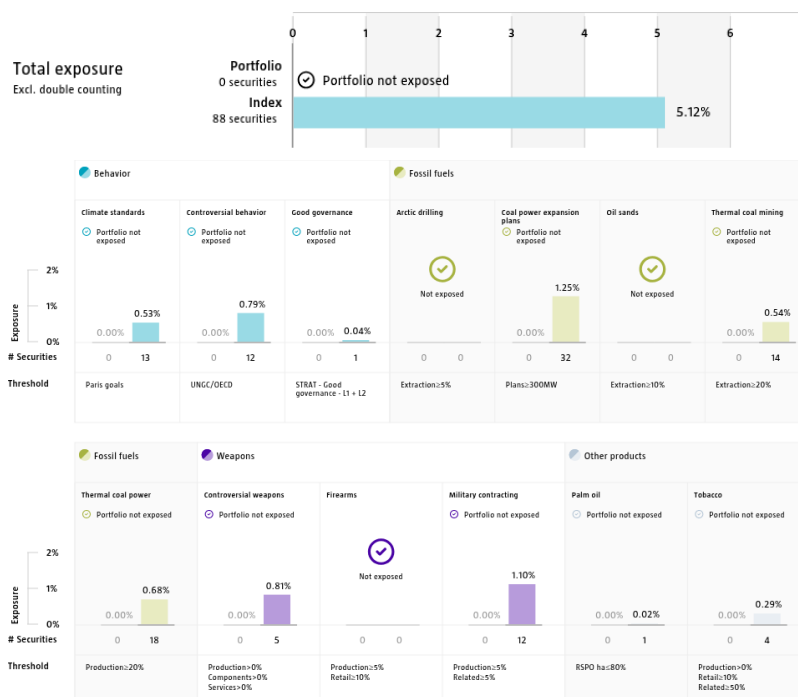 0 1 2 3 4 5 6
Total exposure
Excl. double counting
Portfolio
0 securities
Portfolio not exposed
Index
88 securities
5.12%
Behavior
Fossil fuels
Climate standards
Controversial behavior
Good governance
Arctic drilling
Coal power expansion
plans
Oil sands
Thermal coal mining
Portfolio not
exposed
Portfolio not
exposed
Portfolio not
exposed
Not exposed
Portfolio not
exposed
Not exposed
Portfolio not
exposed
Exposure
2%
1%
0%
0.00% 0.53%
0.00% 0.79%
0.00% 0.04%
0.00% 1.25%
0.00% 0.54%
# Securities 0 13 0 12 0 1 0 0 0 32 0 0 0 14
Threshold
Paris goals
UNGC/OECD
STRAT - Good
governance - L1 + L2
Extraction≥5%
Plans≥300MW
Extraction≥10%
Extraction≥20%
Fossil fuels
Weapons
Other products
Thermal coal power
Controversial weapons
Firearms
Military contracting
Palm oil
Tobacco
Portfolio not exposed
Portfolio not exposed
Not exposed
Portfolio not exposed
Portfolio not exposed
Portfolio not exposed
Exposure
2%
1%
0%
0.00% 0.68%
0.00% 0.81%
0.00% 1.10%
0.00% 0.02%
0.00% 0.29%
# Securities 0 18 0 5 0 0 0 12 0 1 0 4
Threshold
Production≥20%
Production>0%
Components>0%
Services>0%
Production≥5%
Retail≥10%
Production≥5%
Related≥5%
RSPO ha≤80%
Production>0%
Retail≥10%
Related≥50%